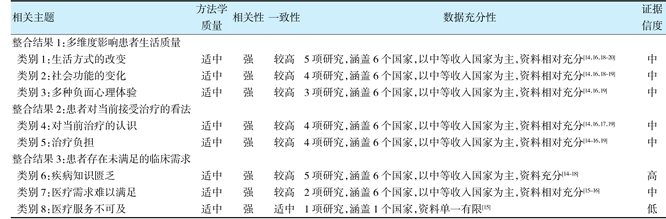 相关主题 方法学质量 相关性 一致性 数据充分性 证据信度
整合结果1:多维度影响患者生活质量
类别1:生活方式的改变 适中 强 较高 5项研究,涵盖6个国家,以中等收入国家为主,资料相对充分[14,16,18-20] 中
类别2:社会功能的变化 适中 强 较高 4项研究,涵盖6个国家,以中等收入国家为主,资料相对充分[14,16,18-19] 中
类别3:多种负面心理体验 适中 强 较高 3项研究,涵盖6个国家,以中等收入国家为主,资料相对充分[14,16,19] 中
整合结果2:患者对当前接受治疗的看法
类别4:对当前治疗的认识 适中 强 较高 4项研究,涵盖6个国家,以中等收入国家为主,资料相对充分[14,16,17,19] 中
类别5:治疗负担 适中 强 较高 4项研究,涵盖6个国家,以中等收入国家为主,资料相对充分[14-16,19] 中
整合结果3:患者存在未满足的临床需求
类别6:疾病知识匮乏 适中 强 较高 5项研究,涵盖6个国家,以中等收入国家为主,资料充分[14-18] 高
类别7:医疗需求难以满足 适中 强 较高 2项研究,涵盖6个国家,以中等收入国家为主,资料相对充分[15-16] 中
类别8:医疗服务不可及 适中 强 适中 1项研究,涵盖1个国家,资料单一有限[15] 低